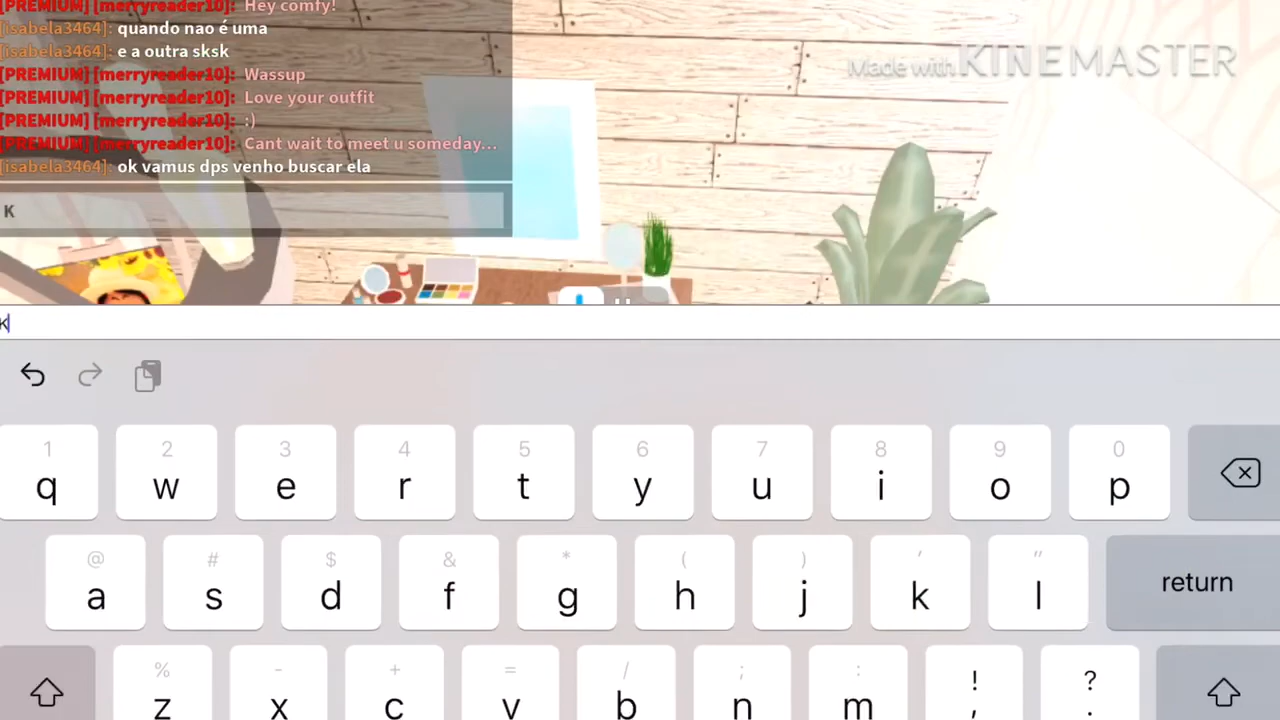 [PREMIUM] [merryreader10]: Hey comfy!
[isabela3464]: quando nao é uma
[isabela3464]: e a outra sksk
[PREMIUM] [merryreader10]: Wassup
[PREMIUM] [merryreader10]: Love your outfit
[PREMIUM] [merryreader10]: :)
[PREMIUM] [merryreader10]: Cant wait to meet u someday...
[isabela3464]: ok vamus dps venho buscar ela
Made with KINEMASTER
K
K
1 2 3 4 5 6 7 8 9 0
q w e r t y u i o p
@ # $ & * ( ) ' "
a s d f g h j k l return
% - + = / ; : ! ?
z x c v b n m , .